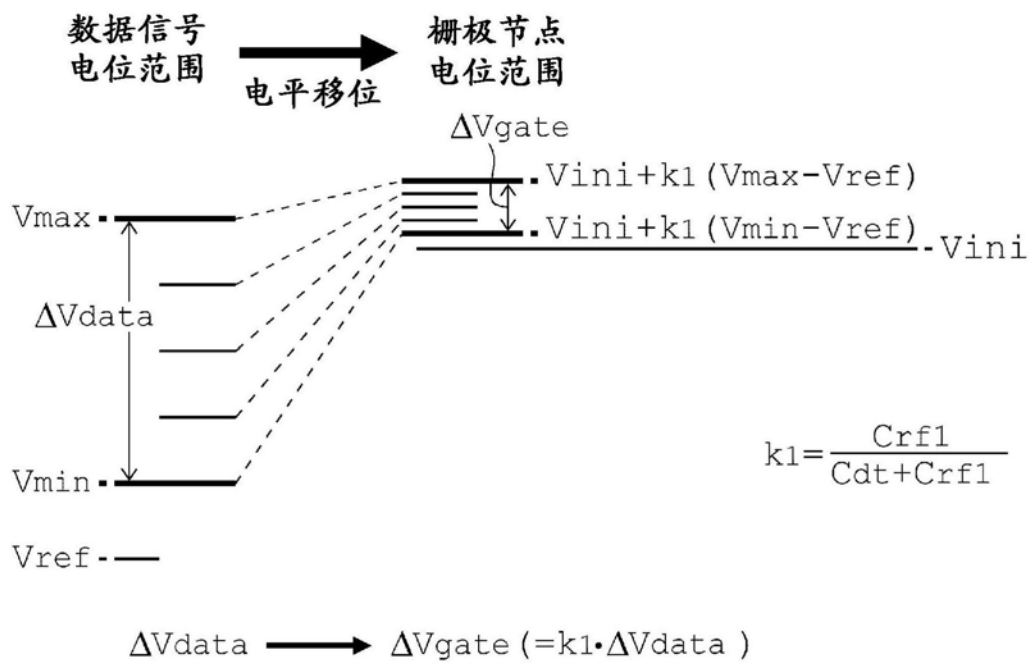 数据信号
电位范围
电平移位
栅极节点
电位范围
ΔVgate
Vini+k1(Vmax-Vref)
Vmax
Vini+k1(Vmin-Vref)
Vini
ΔVdata
k1=Crf1/(Cdt+Crf1)
Vmin
Vref
ΔVdata → ΔVgate(=k1·ΔVdata)